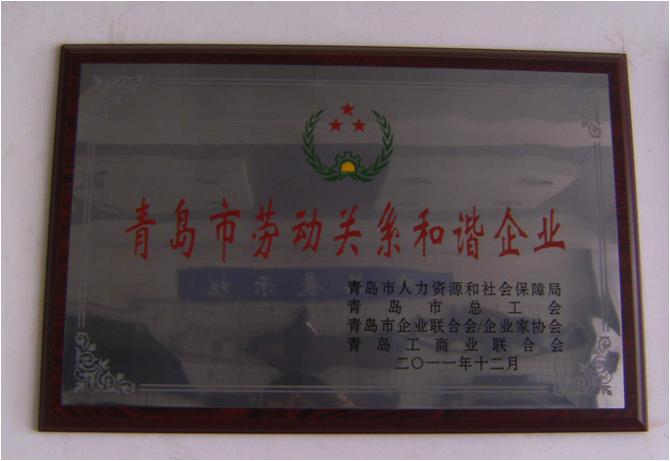 青岛市劳动关系和谐企业
青岛市人力资源和社会保障局
青岛市总工会
青岛市企业联合会/企业家协会
青岛工商业联合会
二〇一一年十二月